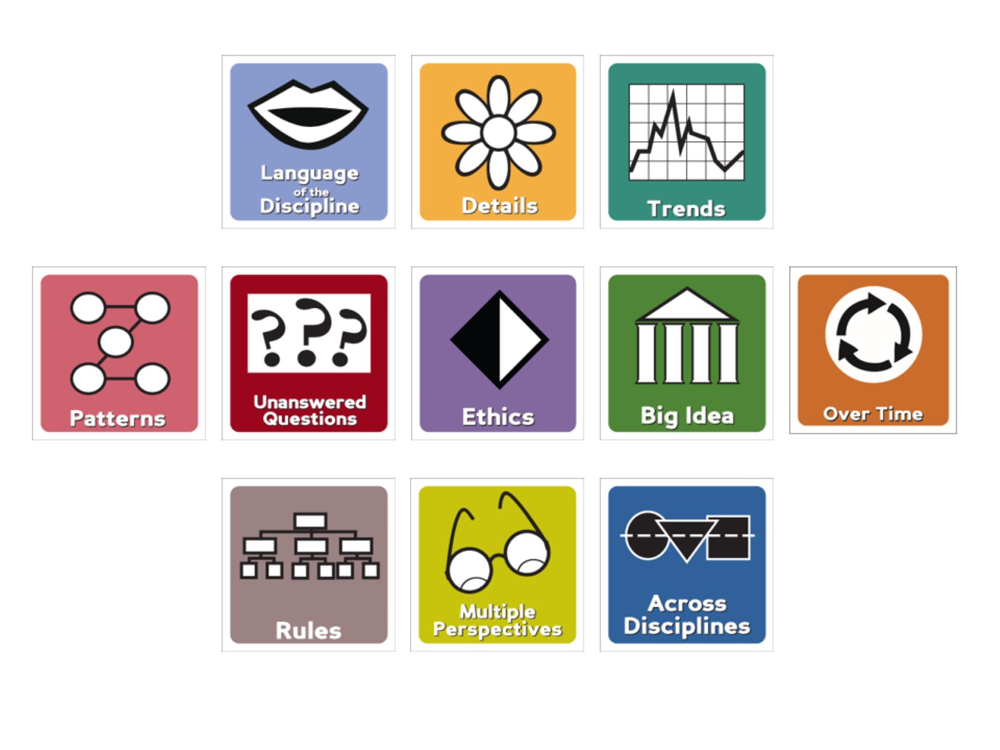 Language
of the
Discipline
Details
Trends
Patterns
Unanswered
Questions
Ethics
Big Idea
Over Time
Rules
Multiple
Perspectives
Across
Disciplines